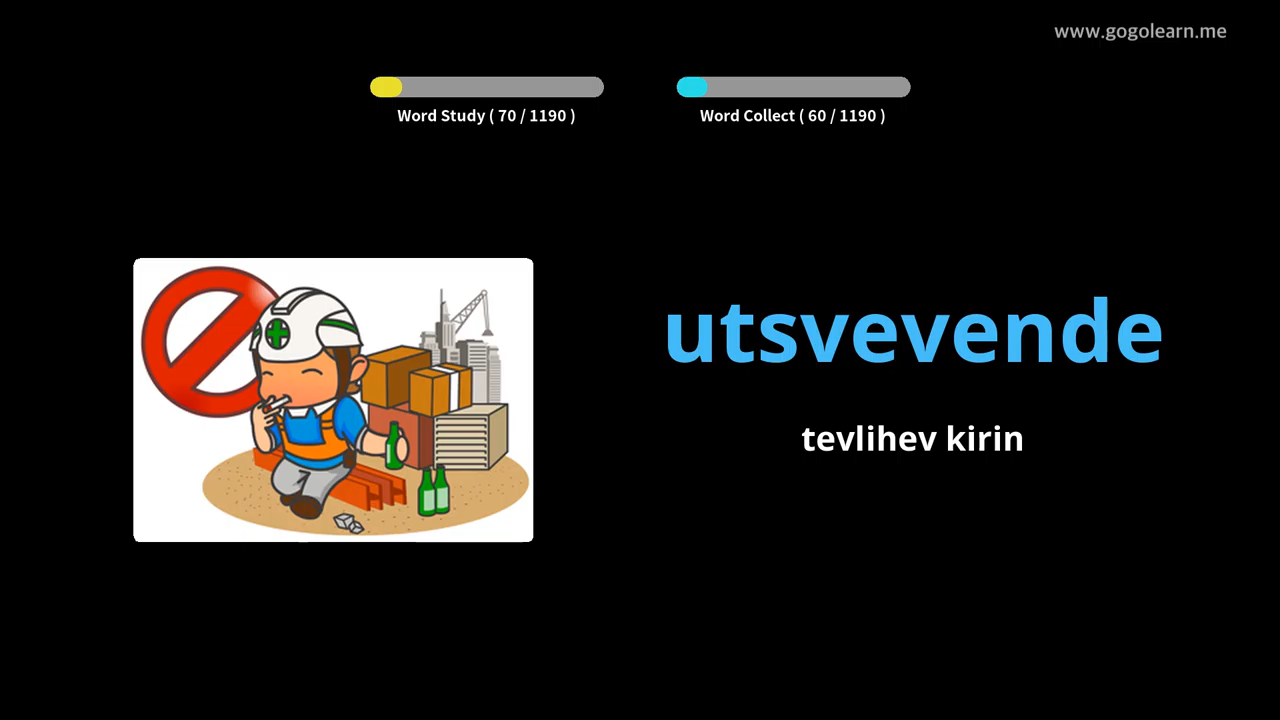 www.gogolearn.me
Word Study ( 70 / 1190 )
Word Collect ( 60 / 1190 )
utsvevende
tevlihev kirin